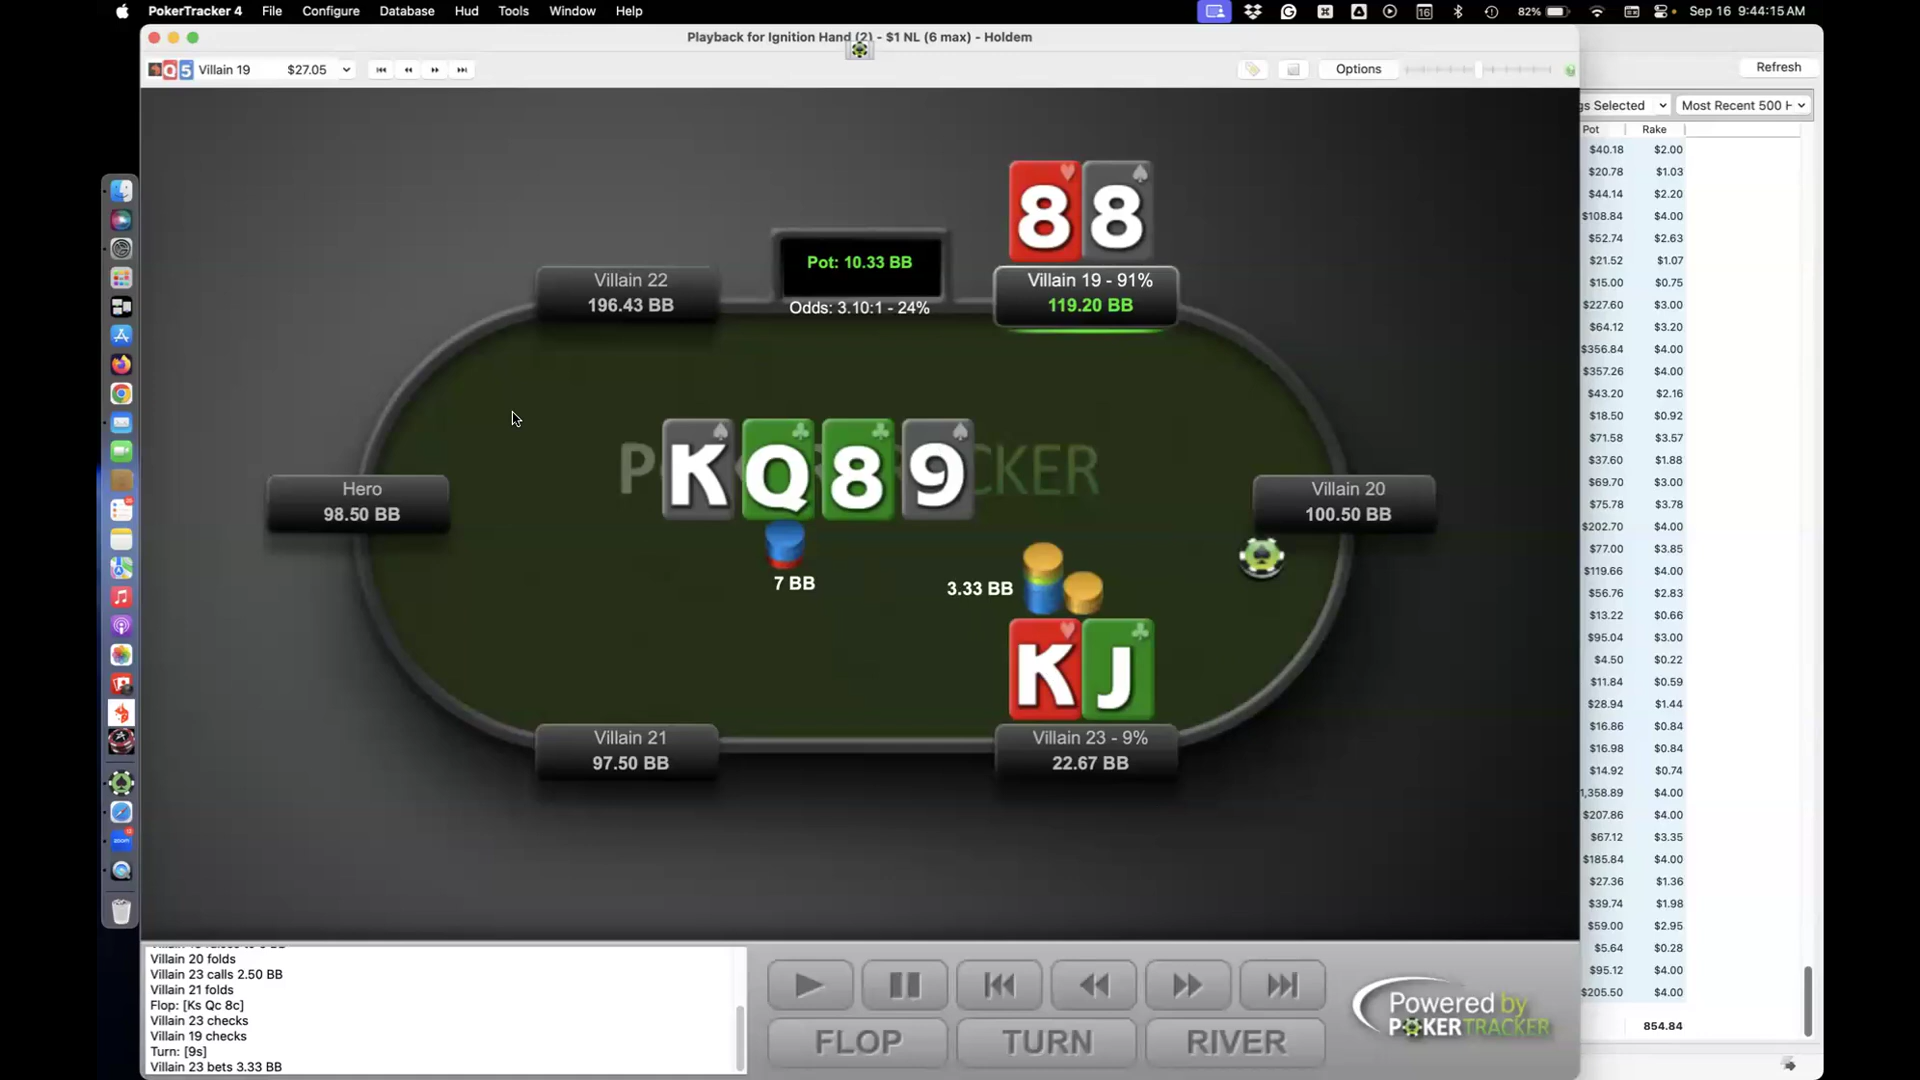 PokerTracker 4 File Configure Database Hud Tools Window Help 16 82% Sep 16 9:44:15 AM
Playback for Ignition Hand (2) - $1 NL (6 max) - Holdem
Q 5 Villain 19 $27.05 Options Refresh
Most Recent 500 H
gs Selected
Pot Rake
$40.18 $2.00
$20.78 $1.03
$44.14 $2.20
$108.84 $4.00
$52.74 $2.63
$21.52 $1.07
$15.00 $0.75
$227.60 $3.00
$64.12 $3.20
$356.84 $4.00
$357.26 $4.00
$43.20 $2.16
$18.50 $0.92
$71.58 $3.57
$37.60 $1.88
$69.70 $3.00
$75.78 $3.78
$202.70 $4.00
$77.00 $3.85
$119.66 $4.00
$56.76 $2.83
$13.22 $0.66
$95.04 $3.00
$4.50 $0.22
$11.84 $0.59
$28.94 $1.44
$16.86 $0.84
$16.98 $0.84
$14.92 $0.74
1,358.89 $4.00
$207.86 $4.00
$67.12 $3.35
$185.84 $4.00
$27.36 $1.36
$39.74 $1.98
$59.00 $2.95
$5.64 $0.28
$95.12 $4.00
$205.50 $4.00
854.84
8 8
Villain 22
196.43 BB
Pot: 10.33 BB
Odds: 3.10:1 - 24%
Villain 19 - 91%
119.20 BB
K Q 8 9
CKER
Hero
98.50 BB
Villain 20
100.50 BB
7 BB
3.33 BB
K J
Villain 21
97.50 BB
Villain 23 - 9%
22.67 BB
Villain 20 folds
Villain 23 calls 2.50 BB
Villain 21 folds
Flop: [Ks Qc 8c]
Villain 23 checks
Villain 19 checks
Turn: [9s]
Villain 23 bets 3.33 BB
FLOP TURN RIVER
Powered by
POKERTRACKER
zoom